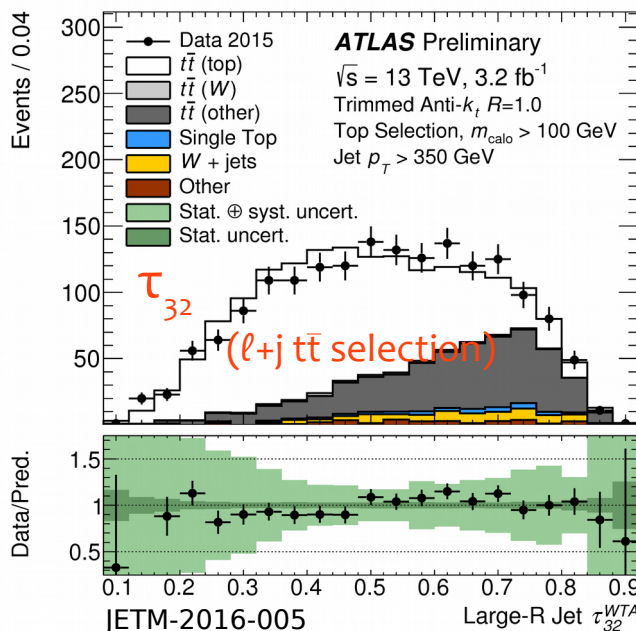 Events / 0.04
300
250
200
150
100
50
Data 2015
tt̄ (top)
tt̄ (W)
tt̄ (other)
Single Top
W + jets
Other
Stat. ⊕ syst. uncert.
Stat. uncert.
ATLAS Preliminary
√s = 13 TeV, 3.2 fb⁻¹
Trimmed Anti-kₜ R=1.0
Top Selection, m_calo > 100 GeV
Jet p_T > 350 GeV
τ₃₂
(ℓ+j tt̄ selection)
Data/Pred.
1.5
1
0.5
0.1 0.2 0.3 0.4 0.5 0.6 0.7 0.8 0.9
JETM-2016-005
Large-R Jet τ₃₂^WTA